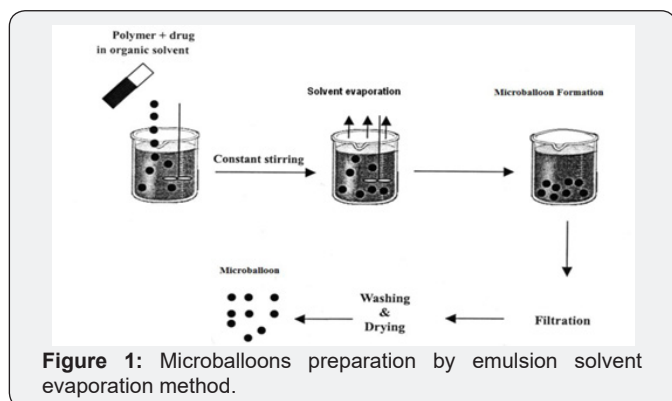 Polymer + drug
in organic solvent
Solvent evaporation
Microballoon Formation
Constant stirring
Microballoon
Washing
&
Drying
Filtration
Figure 1: Microballoons preparation by emulsion solvent
evaporation method.